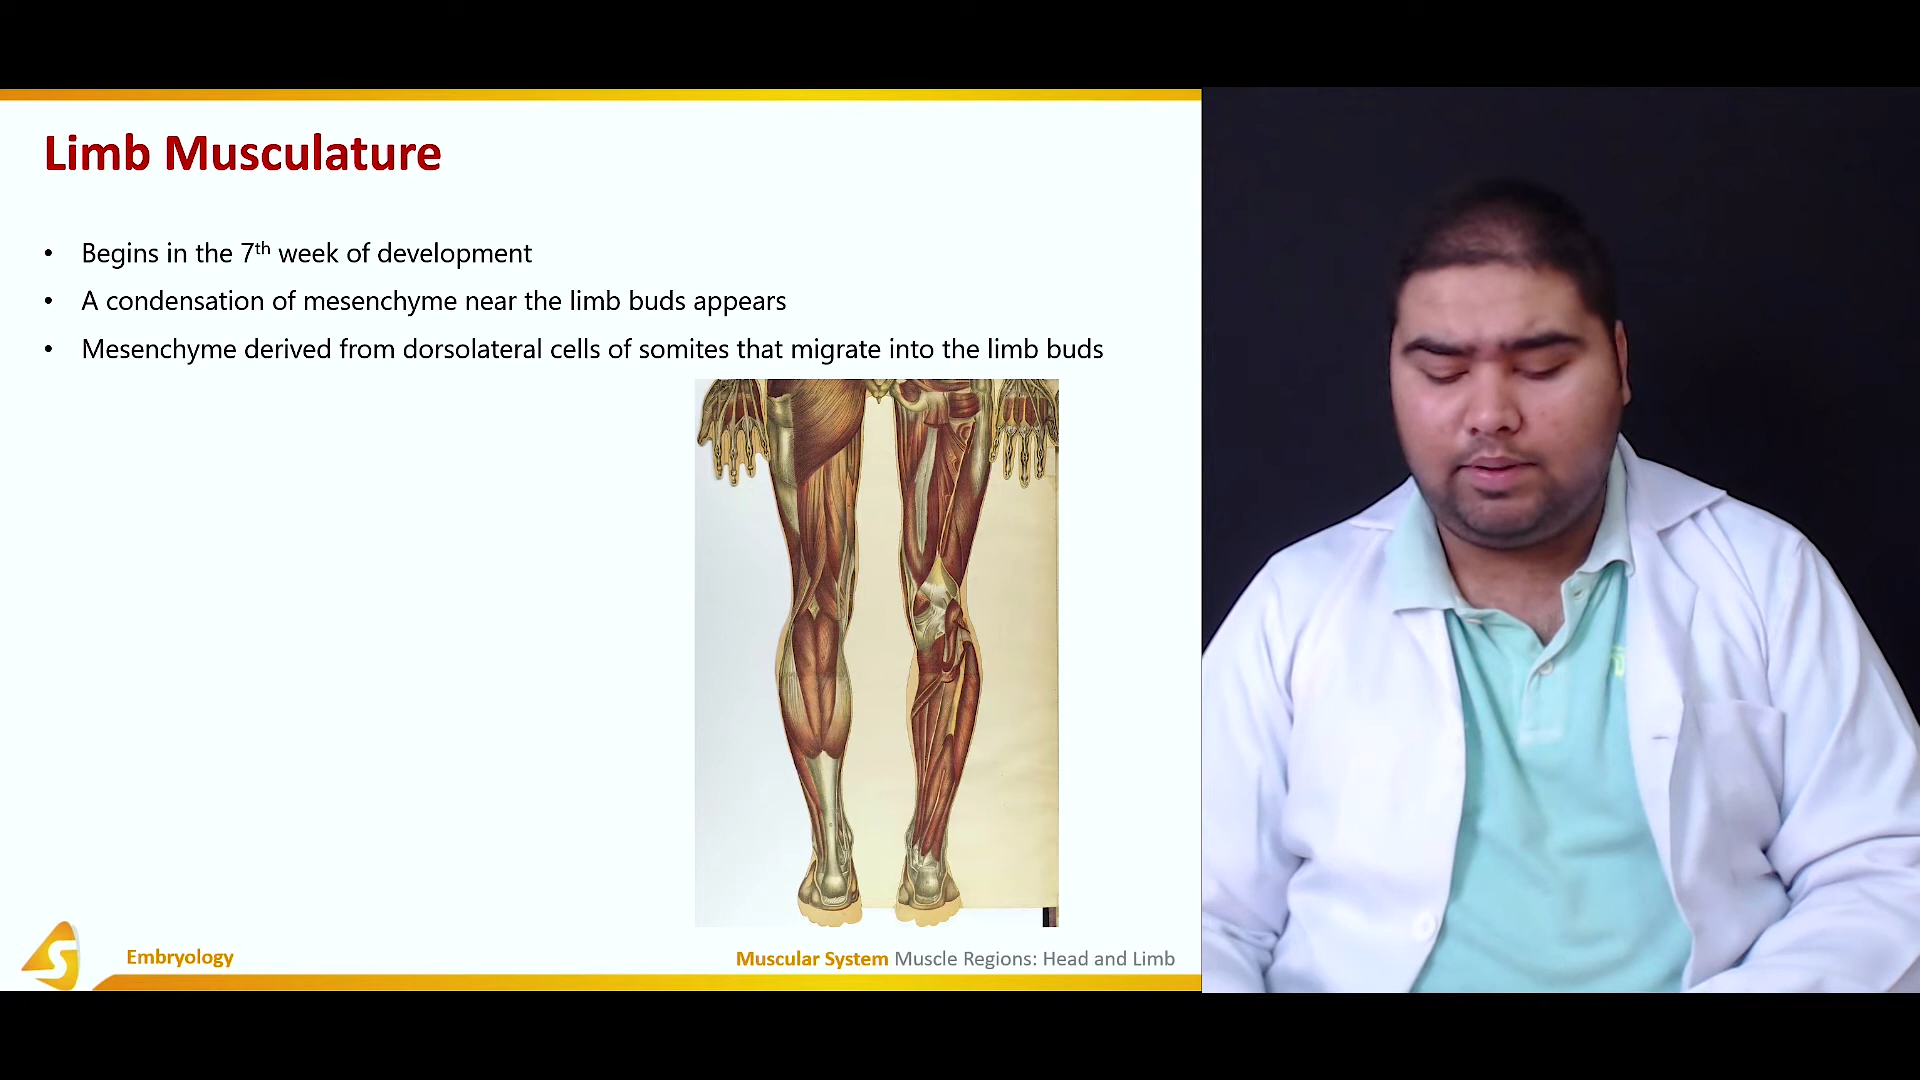 Limb Musculature
• Begins in the 7th week of development
• A condensation of mesenchyme near the limb buds appears
• Mesenchyme derived from dorsolateral cells of somites that migrate into the limb buds
S
Embryology
Muscular System Muscle Regions: Head and Limb